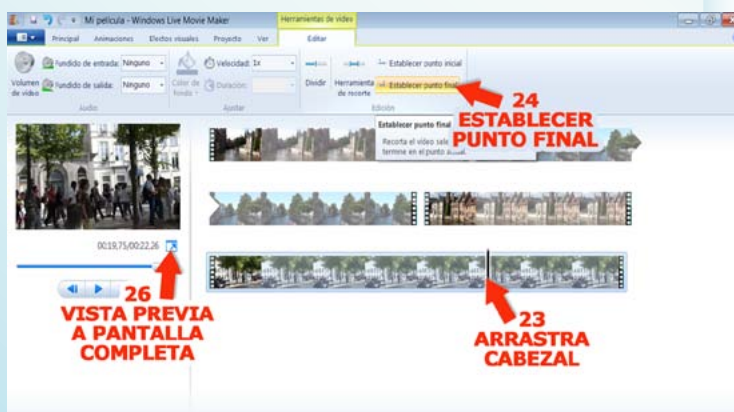 Mi película - Windows Live Movie Maker
Herramientas de vídeo
Principal Animaciones Efectos visuales Proyecto Ver Editar
Volumen de vídeo
Fundido de entrada: Ninguno
Fundido de salida: Ninguno
Audio
Color de fondo
Velocidad: 1x
Duración:
Ajustar
Dividir
Herramienta de recorte
Establecer punto inicial
Establecer punto final
Edición
24
ESTABLECER
PUNTO FINAL
Establecer punto final
Recorta el vídeo
termine en el punto
00:19,75/00:22,26
26
VISTA PREVIA
A PANTALLA
COMPLETA
23
ARRASTRA
CABEZAL